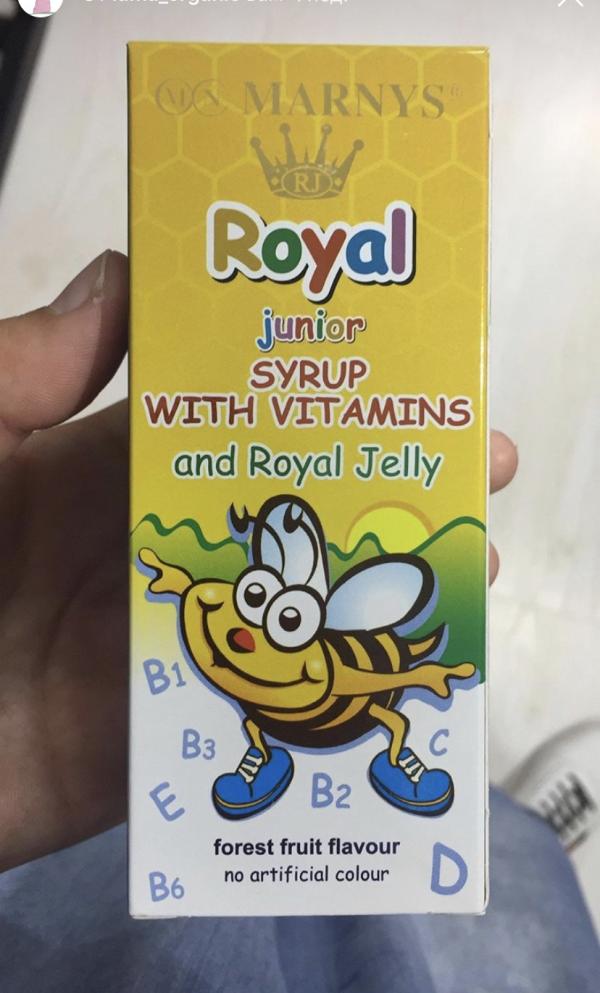 MARNYS
RJ
Royal
junior
SYRUP
WITH VITAMINS
and Royal Jelly
B1
B3
C
E
B2
forest fruit flavour
no artificial colour
B6
D